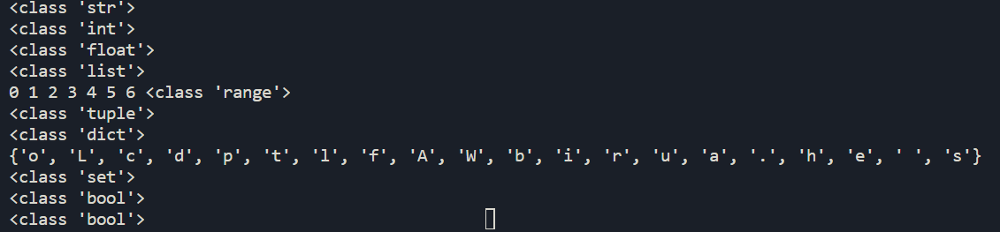 <class 'str'>
<class 'int'>
<class 'float'>
<class 'list'>
0 1 2 3 4 5 6 <class 'range'>
<class 'tuple'>
<class 'dict'>
{'o', 'L', 'c', 'd', 'p', 't', 'l', 'f', 'A', 'W', 'b', 'i', 'r', 'u', 'a', '.', 'h', 'e', ' ', 's'}
<class 'set'>
<class 'bool'>
<class 'bool'>